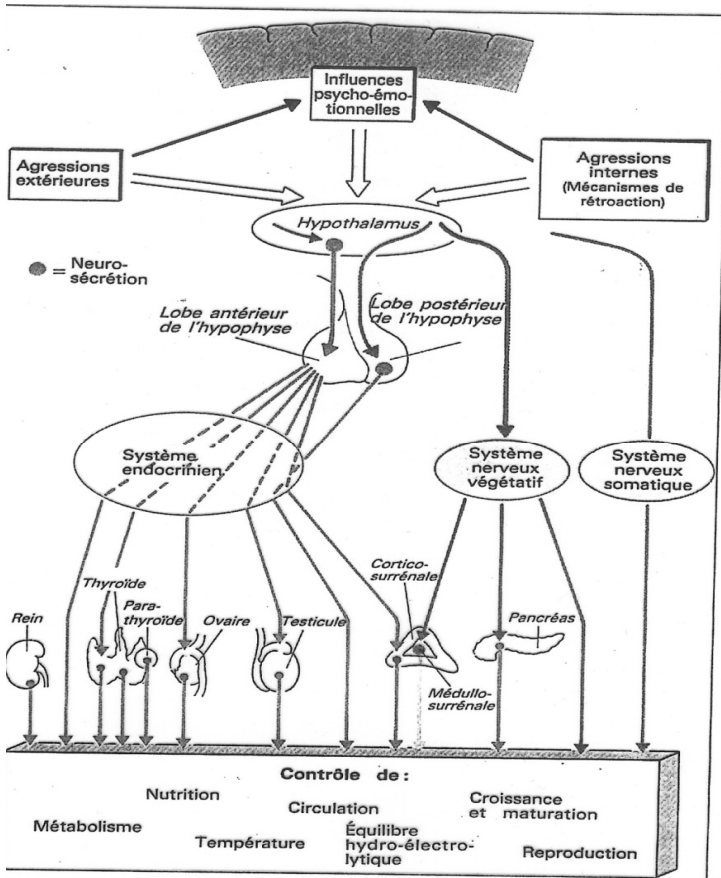 Influences
psycho-émo-
tionnelles
Agressions
extérieures
Agressions
internes
(Mécanismes de
rétroaction)
Hypothalamus
= Neuro-
sécrétion
Lobe antérieur
de l'hypophyse
Lobe postérieur
de l'hypophyse
Système
endocrinien
Système
nerveux
végétatif
Système
nerveux
somatique
Rein
Thyroïde
Para-
thyroïde
Ovaire
Testicule
Cortico-
surrénale
Médullo-
surrénale
Pancréas
Contrôle de :
Nutrition
Circulation
Croissance
et maturation
Métabolisme
Température
Équilibre
hydro-électro-
lytique
Reproduction